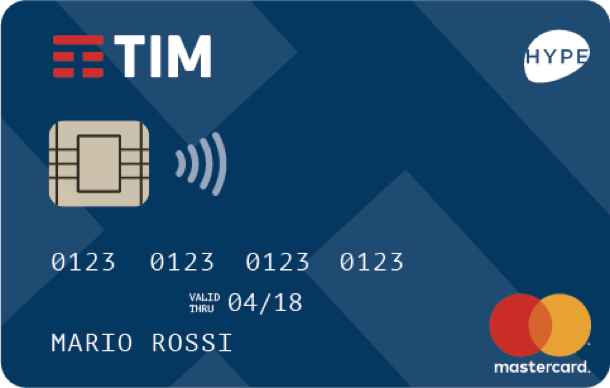 TIM
HYPE
0123 0123 0123 0123
VALID
THRU 04/18
MARIO ROSSI
mastercard.